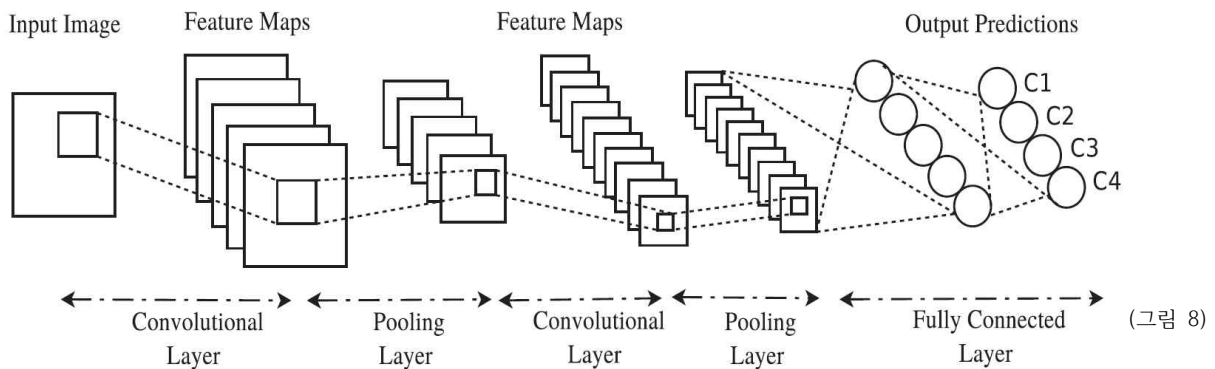 Input Image
Feature Maps
Feature Maps
Output Predictions
C1
C2
C3
C4
Convolutional
Layer
Pooling
Layer
Convolutional
Layer
Pooling
Layer
Fully Connected
Layer
(그림 8)